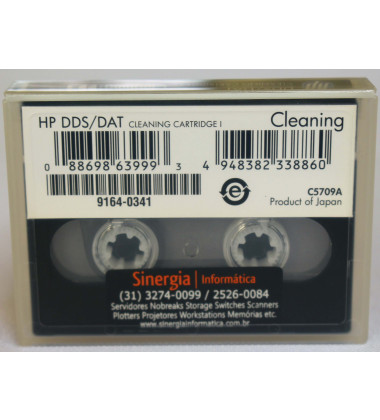 HP DDS/DAT CLEANING CARTRIDGE I Cleaning
0 88698 63999 3 4 948382 338860
9164-0341
e
C5709A
Product of Japan
Sinergia | Informática
(31) 3274-0099 / 2526-0084
Servidores Nobreaks Storage Switches Scanners
Plotters Projetores Workstations Memórias etc.
www.sinergiainformatica.com.br